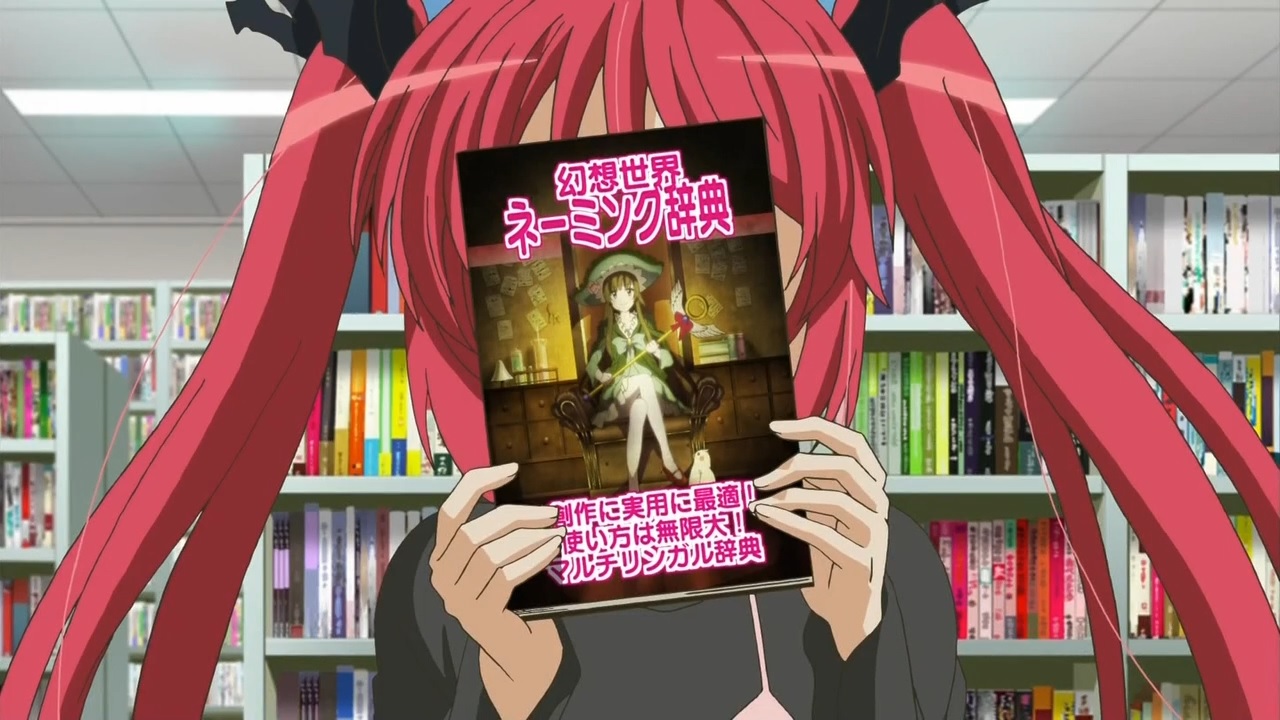 幻想世界
ネーミング辞典
創作に実用に最適！
使い方は無限大！
マルチリンガル辞典